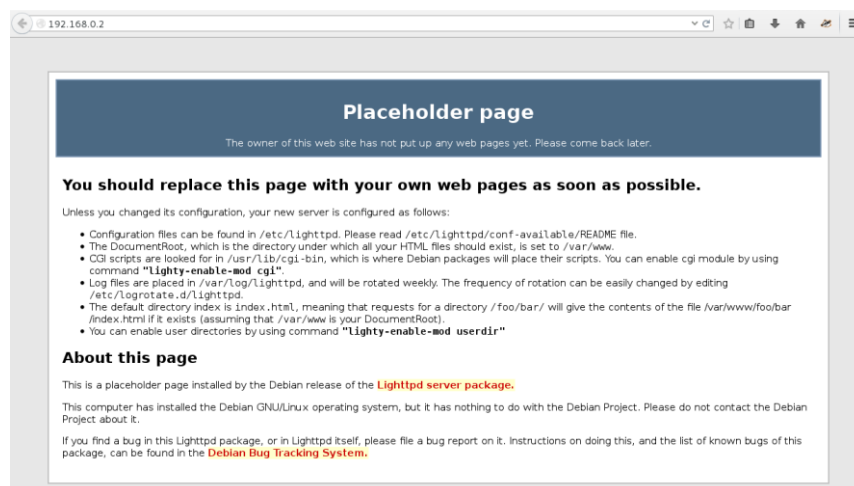 192.168.0.2
Placeholder page
The owner of this web site has not put up any web pages yet. Please come back later.
You should replace this page with your own web pages as soon as possible.
Unless you changed its configuration, your new server is configured as follows:
• Configuration files can be found in /etc/lighttpd. Please read /etc/lighttpd/conf-available/README file.
• The DocumentRoot, which is the directory under which all your HTML files should exist, is set to /var/www.
• CGI scripts are looked for in /usr/lib/cgi-bin, which is where Debian packages will place their scripts. You can enable cgi module by using
command "lighty-enable-mod cgi".
• Log files are placed in /var/log/lighttpd, and will be rotated weekly. The frequency of rotation can be easily changed by editing
/etc/logrotate.d/lighttpd.
• The default directory index is index.html, meaning that requests for a directory /foo/bar/ will give the contents of the file /var/www/foo/bar
/index.html if it exists (assuming that /var/www is your DocumentRoot).
• You can enable user directories by using command "lighty-enable-mod userdir"
About this page
This is a placeholder page installed by the Debian release of the Lighttpd server package.
This computer has installed the Debian GNU/Linux operating system, but it has nothing to do with the Debian Project. Please do not contact the Debian
Project about it.
If you find a bug in this Lighttpd package, or in Lighttpd itself, please file a bug report on it. Instructions on doing this, and the list of known bugs of this
package, can be found in the Debian Bug Tracking System.